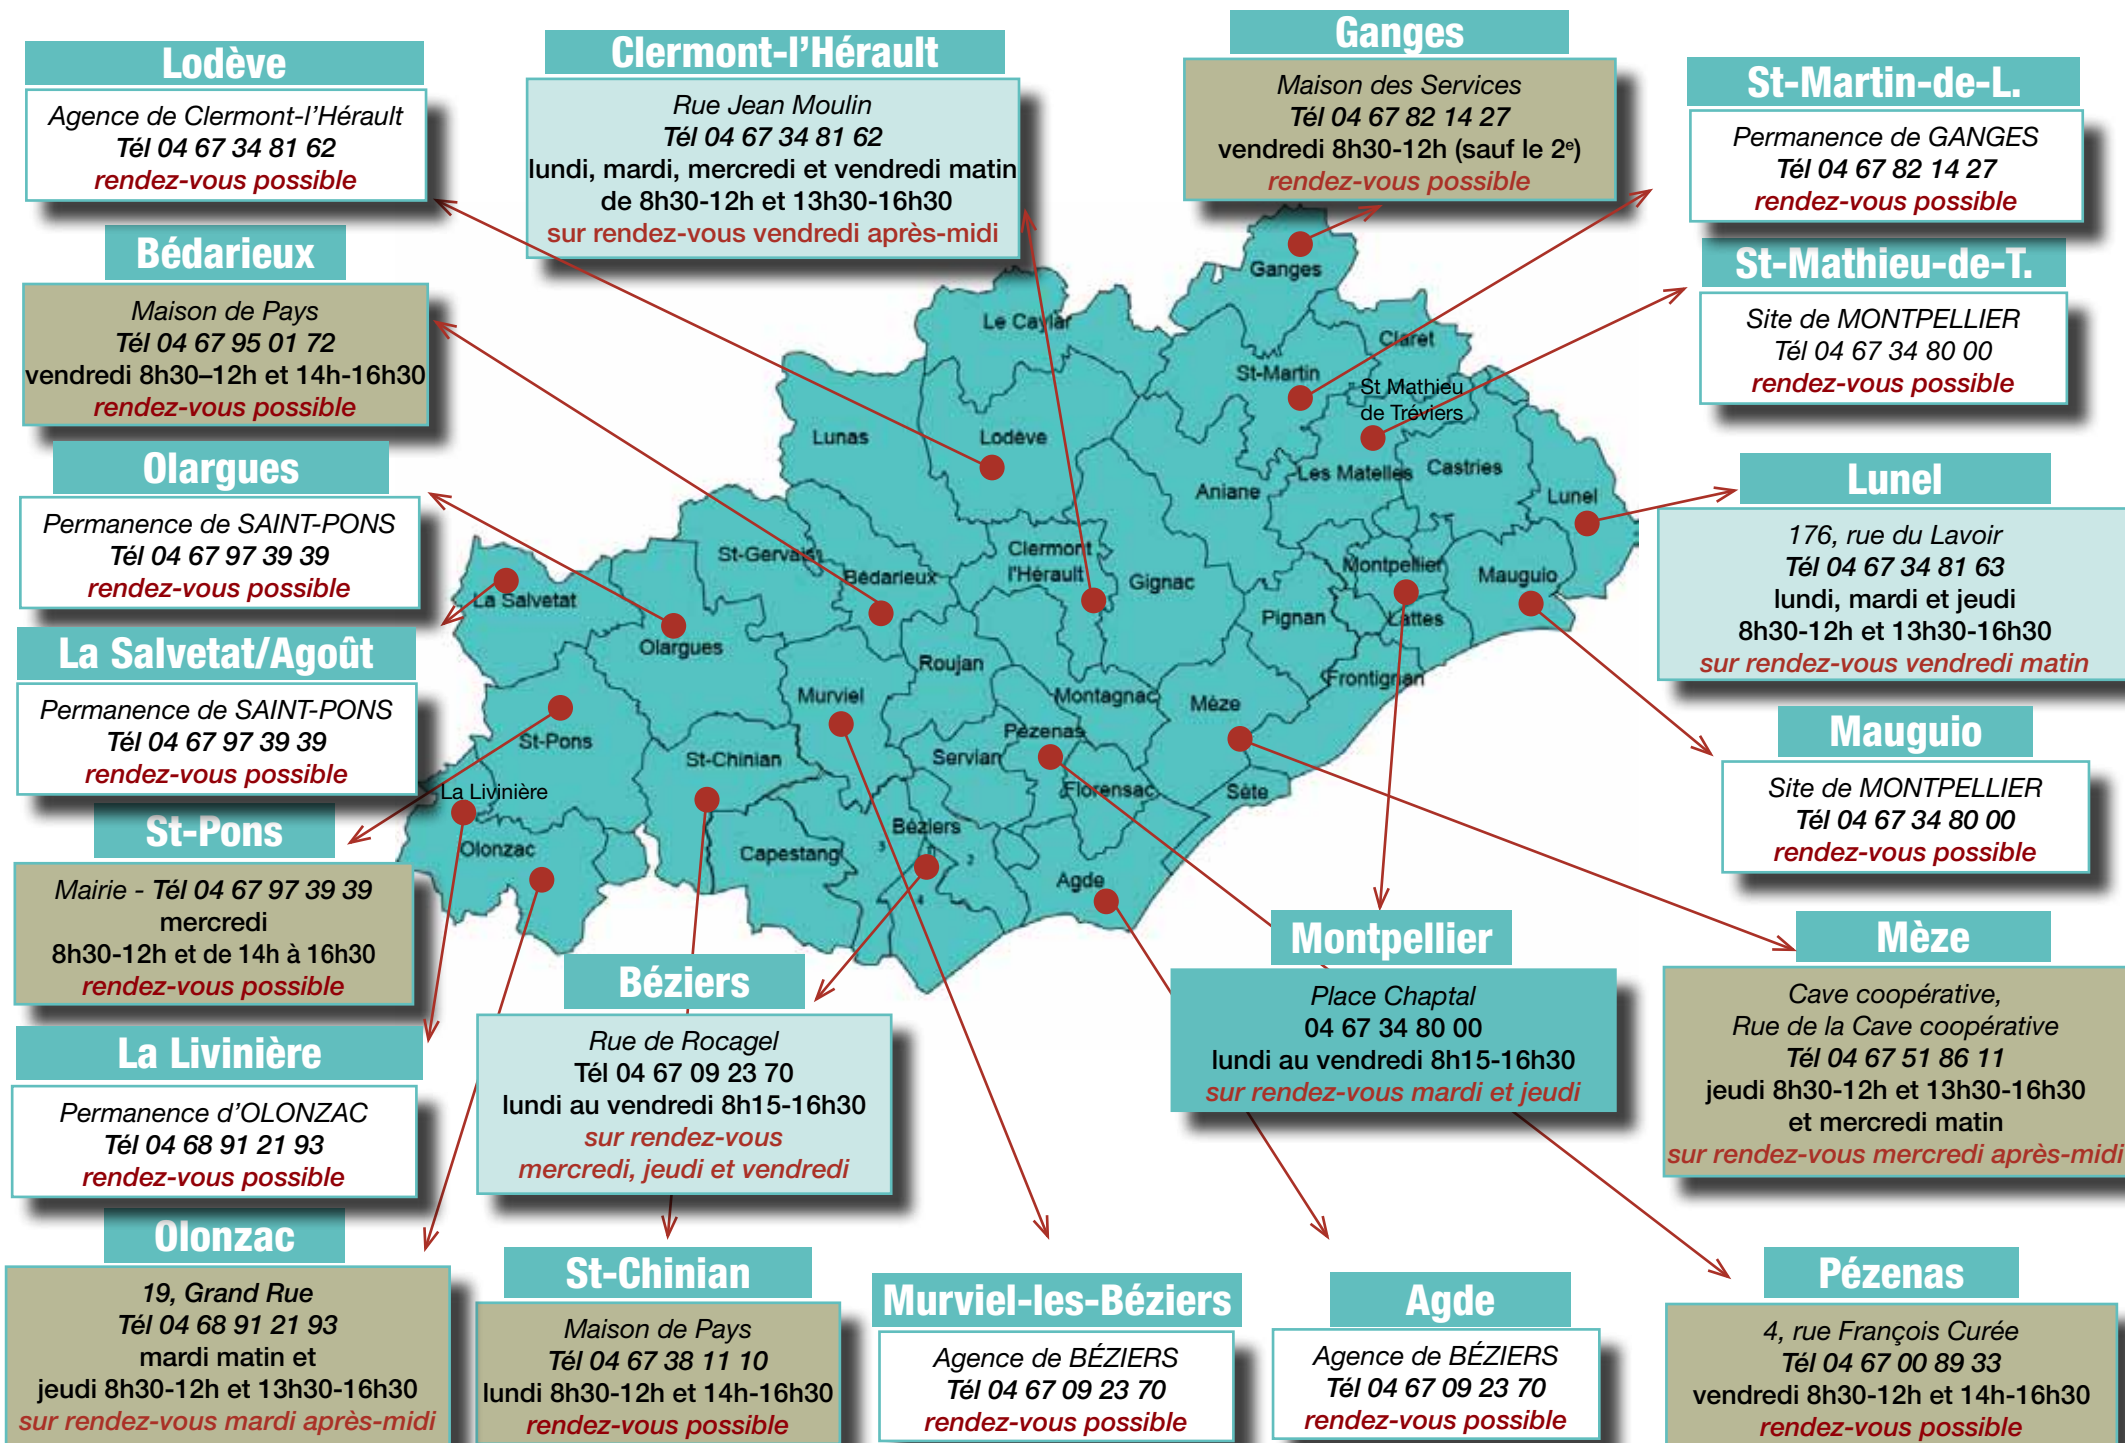 Lodève
Agence de Clermont-l'Hérault
Tél 04 67 34 81 62
rendez-vous possible
Clermont-l'Hérault
Rue Jean Moulin
Tél 04 67 34 81 62
lundi, mardi, mercredi et vendredi matin
de 8h30-12h et 13h30-16h30
sur rendez-vous vendredi après-midi
Ganges
Maison des Services
Tél 04 67 82 14 27
vendredi 8h30-12h (sauf le 2e)
rendez-vous possible
St-Martin-de-L.
Permanence de GANGES
Tél 04 67 82 14 27
rendez-vous possible
Bédarieux
Maison de Pays
Tél 04 67 95 01 72
vendredi 8h30–12h et 14h-16h30
rendez-vous possible
St-Mathieu-de-T.
Site de MONTPELLIER
Tél 04 67 34 80 00
rendez-vous possible
Olargues
Permanence de SAINT-PONS
Tél 04 67 97 39 39
rendez-vous possible
Lunel
176, rue du Lavoir
Tél 04 67 34 81 63
lundi, mardi et jeudi
8h30-12h et 13h30-16h30
sur rendez-vous vendredi matin
La Salvetat/Agoût
Permanence de SAINT-PONS
Tél 04 67 97 39 39
rendez-vous possible
Mauguio
Site de MONTPELLIER
Tél 04 67 34 80 00
rendez-vous possible
St-Pons
Mairie - Tél 04 67 97 39 39
mercredi
8h30-12h et de 14h à 16h30
rendez-vous possible
Ganges
Le Caylar
Claret
St-Martin
St Mathieu
de Tréviers
Lunas
Lodève
Les Matelles
Castries
Aniane
Lunel
St-Gervais
Bédarieux
Clermont
l'Hérault
Gignac
Montpellier
Mauguio
La Salvetat
Olargues
Pignan
Lattes
Roujan
Murviel
Montagnac
Mèze
Frontignan
St-Pons
St-Chinian
Servian
Pézenas
Florensac
Sète
La Livinière
Olonzac
Capestang
Béziers
3
1
2
4
Agde
Béziers
Rue de Rocagel
Tél 04 67 09 23 70
lundi au vendredi 8h15-16h30
sur rendez-vous
mercredi, jeudi et vendredi
Montpellier
Place Chaptal
04 67 34 80 00
lundi au vendredi 8h15-16h30
sur rendez-vous mardi et jeudi
Mèze
Cave coopérative,
Rue de la Cave coopérative
Tél 04 67 51 86 11
jeudi 8h30-12h et 13h30-16h30
et mercredi matin
sur rendez-vous mercredi après-midi
La Livinière
Permanence d'OLONZAC
Tél 04 68 91 21 93
rendez-vous possible
Olonzac
19, Grand Rue
Tél 04 68 91 21 93
mardi matin et
jeudi 8h30-12h et 13h30-16h30
sur rendez-vous mardi après-midi
St-Chinian
Maison de Pays
Tél 04 67 38 11 10
lundi 8h30-12h et 14h-16h30
rendez-vous possible
Murviel-les-Béziers
Agence de BÉZIERS
Tél 04 67 09 23 70
rendez-vous possible
Agde
Agence de BÉZIERS
Tél 04 67 09 23 70
rendez-vous possible
Pézenas
4, rue François Curée
Tél 04 67 00 89 33
vendredi 8h30-12h et 14h-16h30
rendez-vous possible